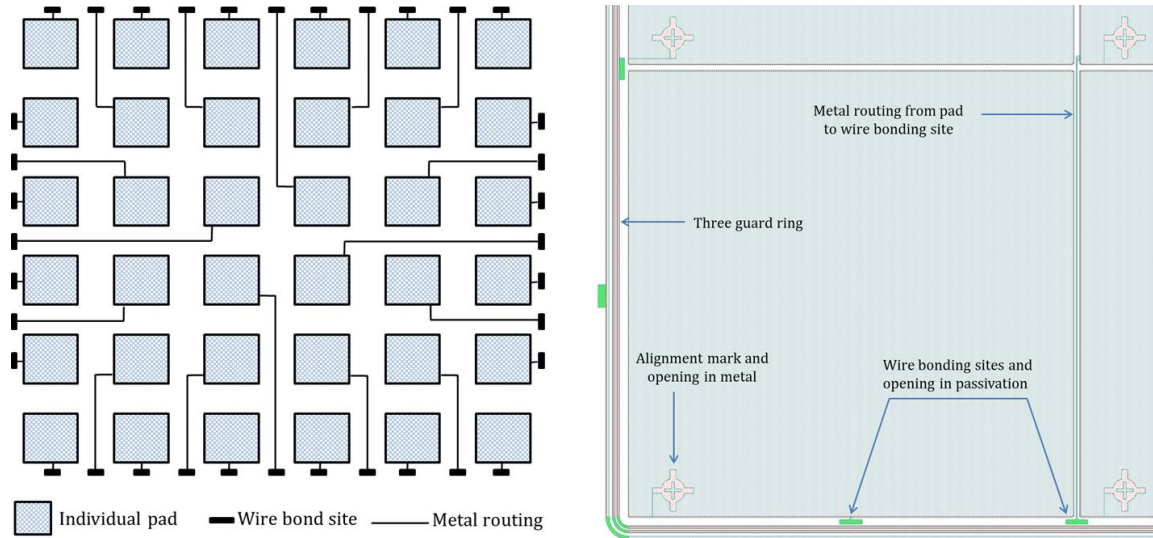 Metal routing from pad
to wire bonding site
Three guard ring
Alignment mark and
opening in metal
Wire bonding sites and
opening in passivation
Individual pad
Wire bond site
Metal routing